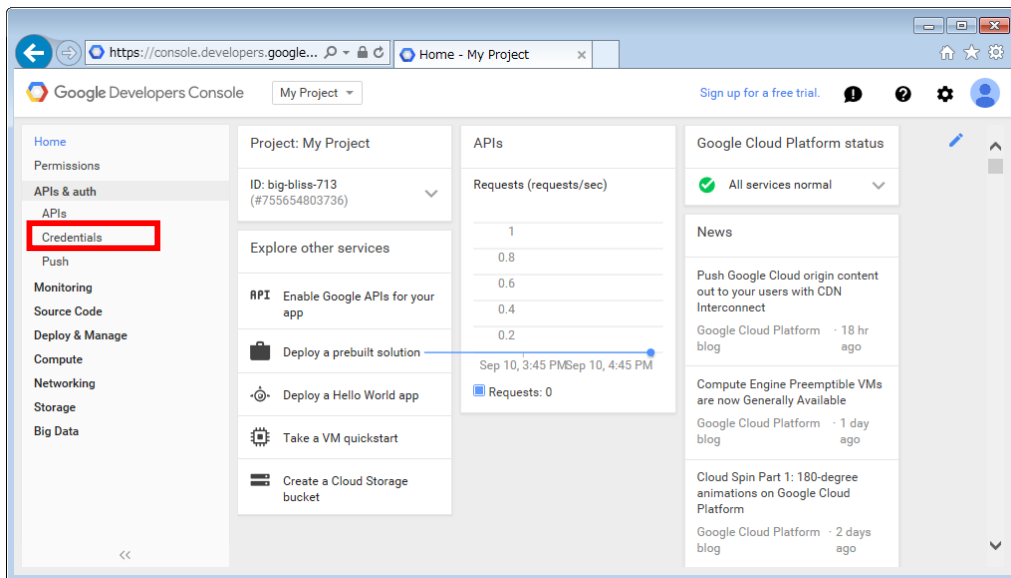 https://console.developers.google...
Home - My Project
Google Developers Console
My Project
Sign up for a free trial.
Home
Permissions
APIs & auth
APIs
Credentials
Push
Monitoring
Source Code
Deploy & Manage
Compute
Networking
Storage
Big Data
<<
Project: My Project
ID: big-bliss-713
(#755654803736)
Explore other services
API Enable Google APIs for your
app
Deploy a prebuilt solution
Deploy a Hello World app
Take a VM quickstart
Create a Cloud Storage
bucket
APIs
Requests (requests/sec)
1
0.8
0.6
0.4
0.2
Sep 10, 3:45 PM Sep 10, 4:45 PM
Requests: 0
Google Cloud Platform status
All services normal
News
Push Google Cloud origin content
out to your users with CDN
Interconnect
Google Cloud Platform · 18 hr
blog ago
Compute Engine Preemptible VMs
are now Generally Available
Google Cloud Platform · 1 day
blog ago
Cloud Spin Part 1: 180-degree
animations on Google Cloud
Platform
Google Cloud Platform · 2 days
blog ago